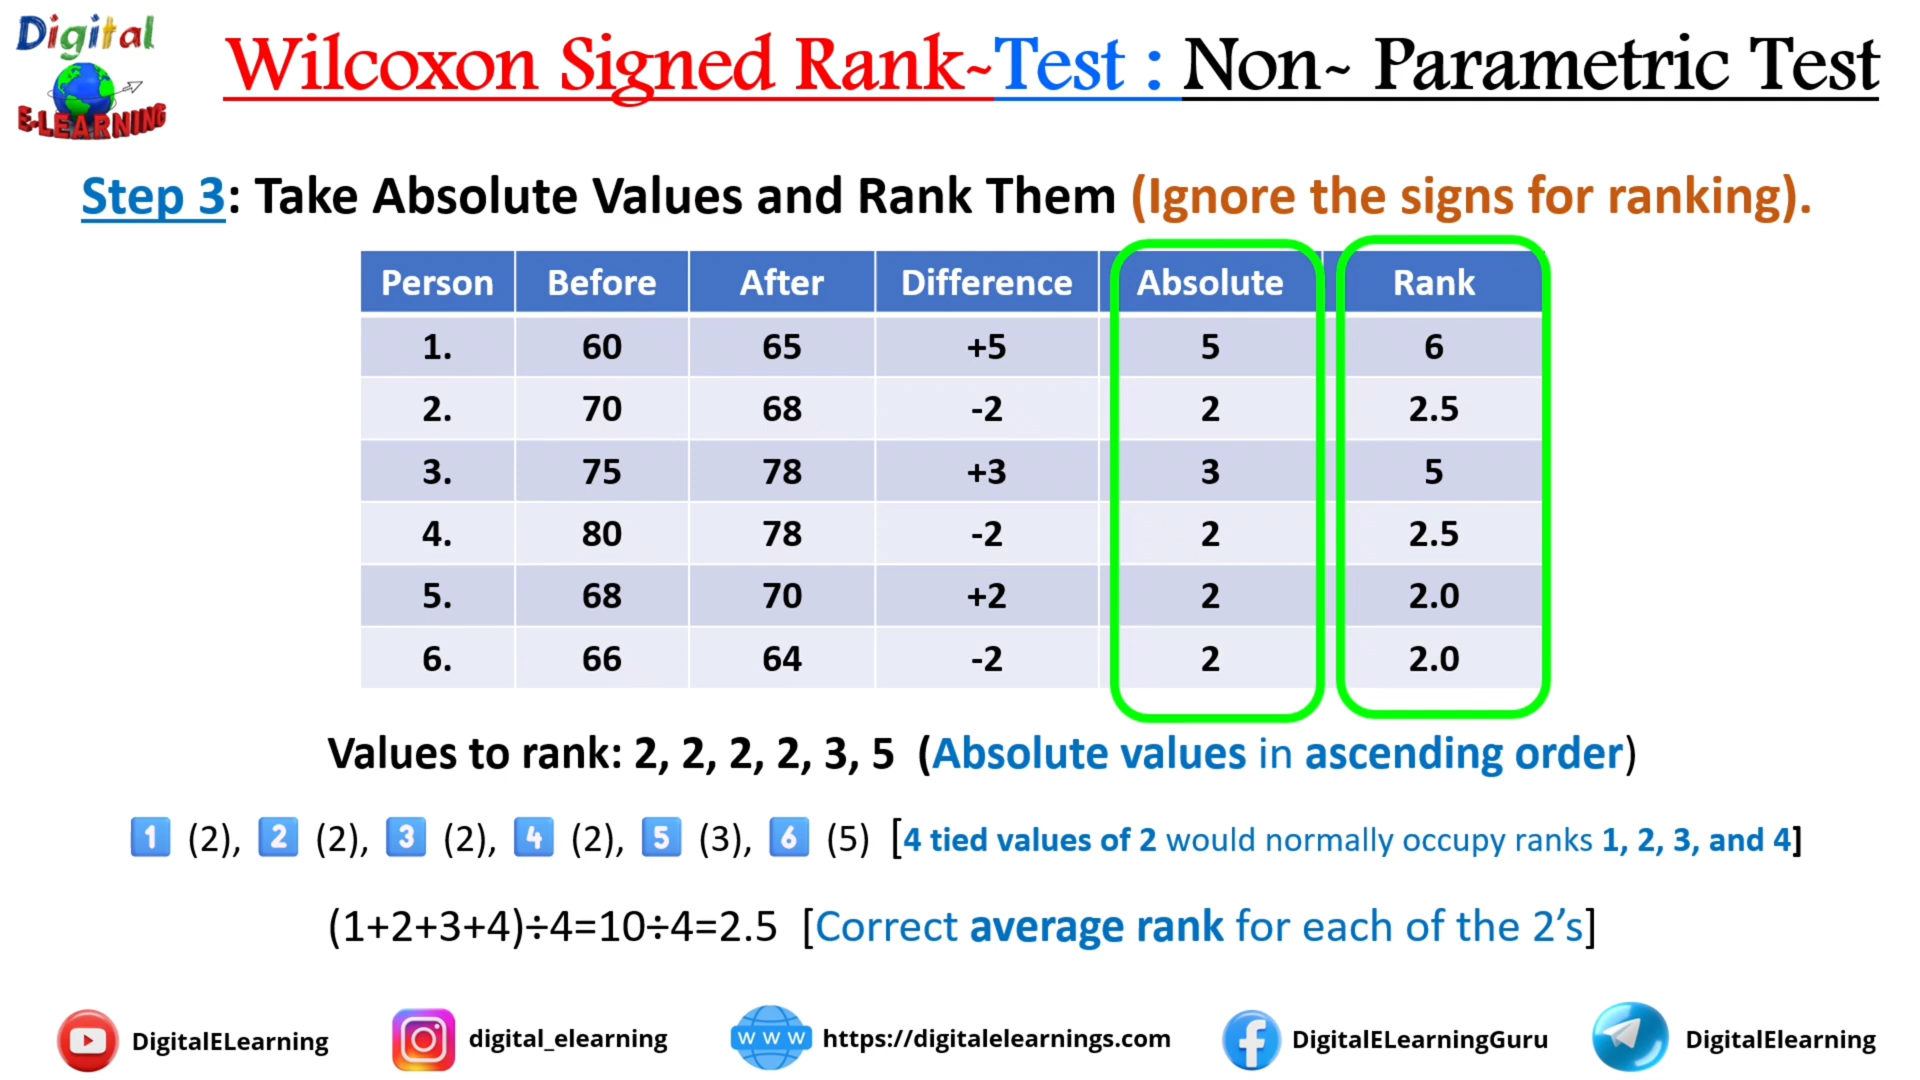 Digital
E-LEARNING
Wilcoxon Signed Rank-Test : Non- Parametric Test
Step 3: Take Absolute Values and Rank Them (Ignore the signs for ranking).
Person Before After Difference Absolute Rank
1. 60 65 +5 5 6
2. 70 68 -2 2 2.5
3. 75 78 +3 3 5
4. 80 78 -2 2 2.5
5. 68 70 +2 2 2.0
6. 66 64 -2 2 2.0
Values to rank: 2, 2, 2, 2, 3, 5 (Absolute values in ascending order)
1 (2), 2 (2), 3 (2), 4 (2), 5 (3), 6 (5) [4 tied values of 2 would normally occupy ranks 1, 2, 3, and 4]
(1+2+3+4)÷4=10÷4=2.5 [Correct average rank for each of the 2’s]
DigitalELearning digital_elearning W W W https://digitalelearnings.com DigitalELearningGuru DigitalElearning